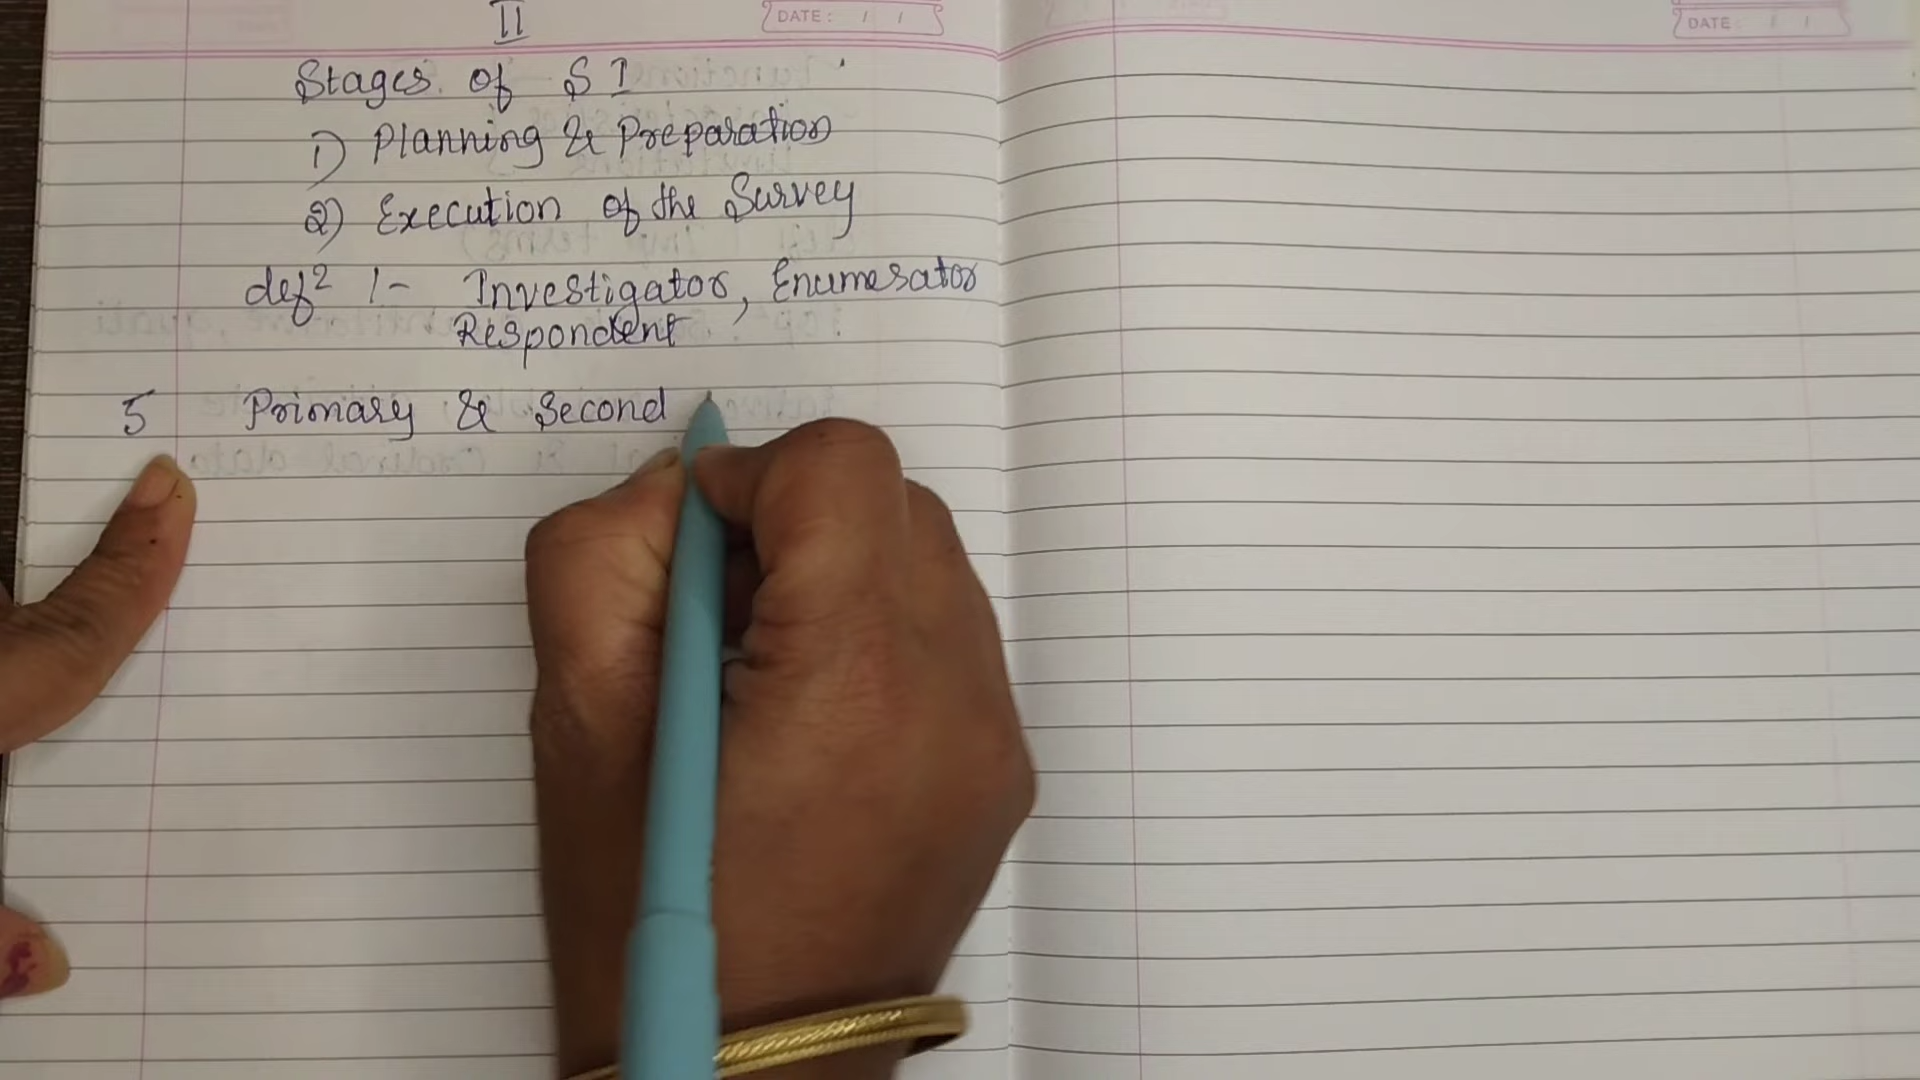 II
DATE: / /
DATE: / /
Stages of S I
1) Planning & Preparation
2) Execution of the Survey
def² :- Investigator, Enumerator
Respondent
5 Primary & Second